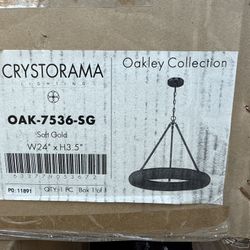 CRYSTORAMA
LIGHTING
Oakley Collection
OAK-7536-SG
Soft Gold
W24" x H3.5"
PO: 11891
QTY: 1 PC
Box 1 of 1